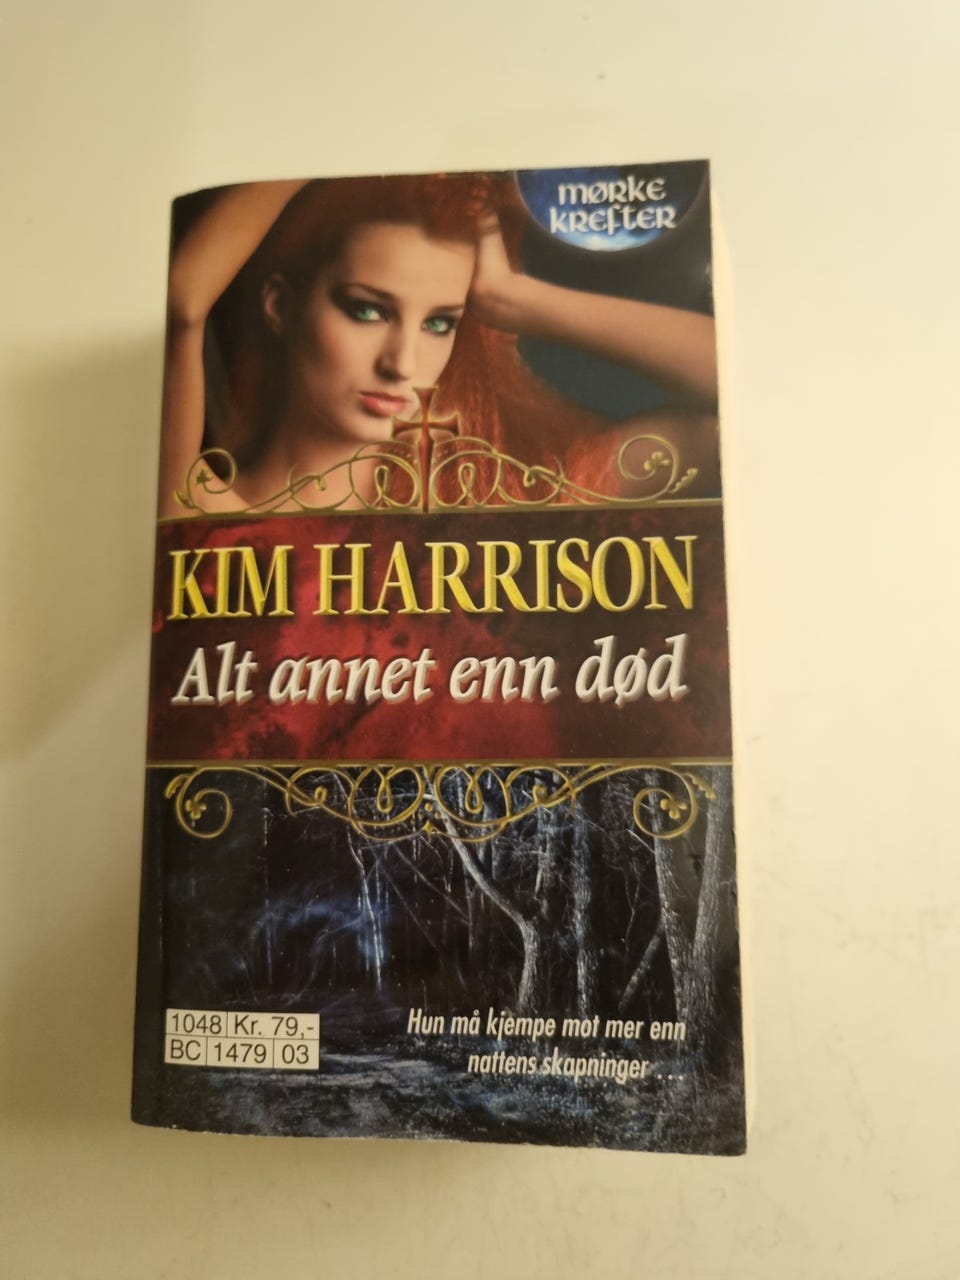 MØRKE
KREFTER
KIM HARRISON
Alt annet enn død
1048 Kr. 79,-
BC 1479 03
Hun må kjempe mot mer enn
nattens skapninger ...